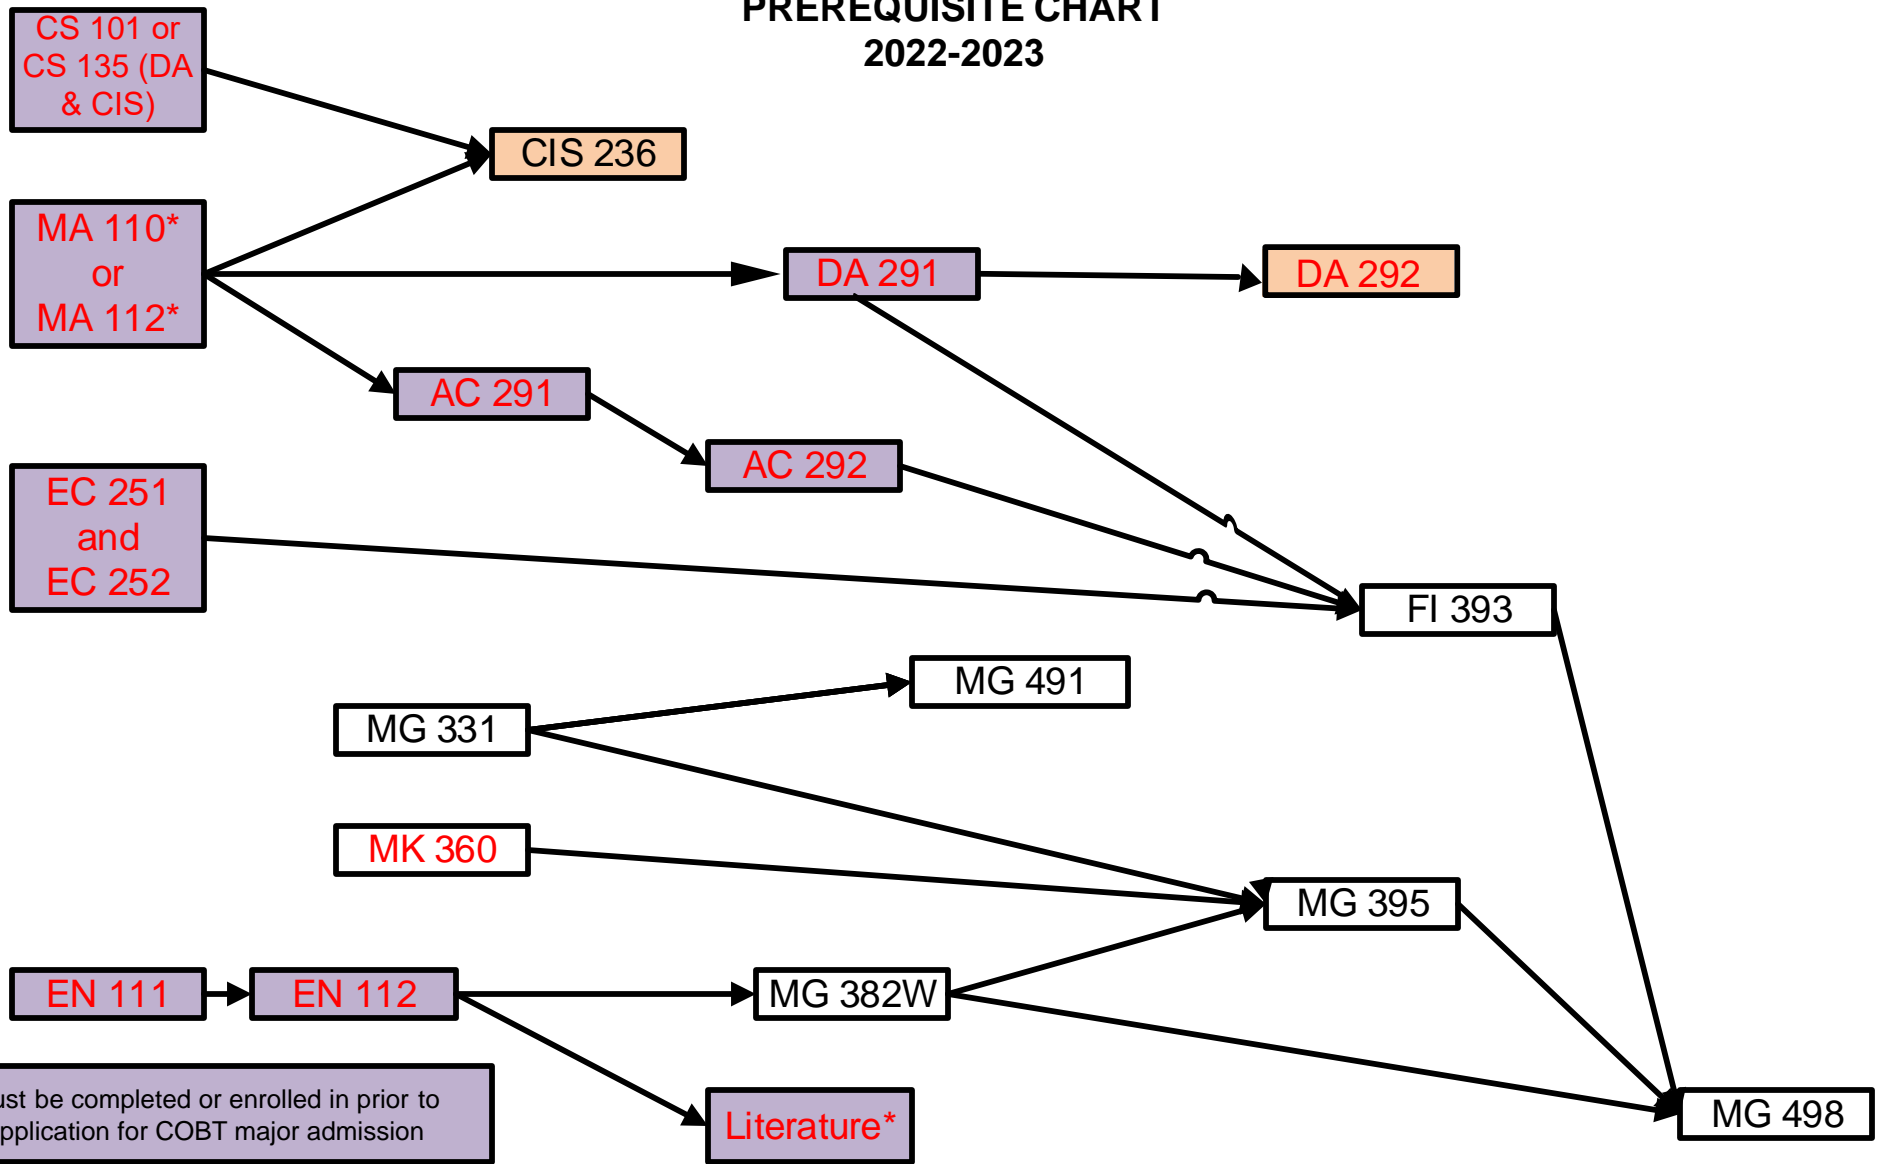 PREREQUISITE CHART
2022-2023
CS 101 or
CS 135 (DA
& CIS)
CIS 236
MA 110*
or
MA 112*
DA 291
DA 292
AC 291
AC 292
EC 251
and
EC 252
FI 393
MG 491
MG 331
MK 360
MG 395
EN 111
EN 112
MG 382W
be completed or enrolled in prior to
for COBT major admission
Literature*
MG 498